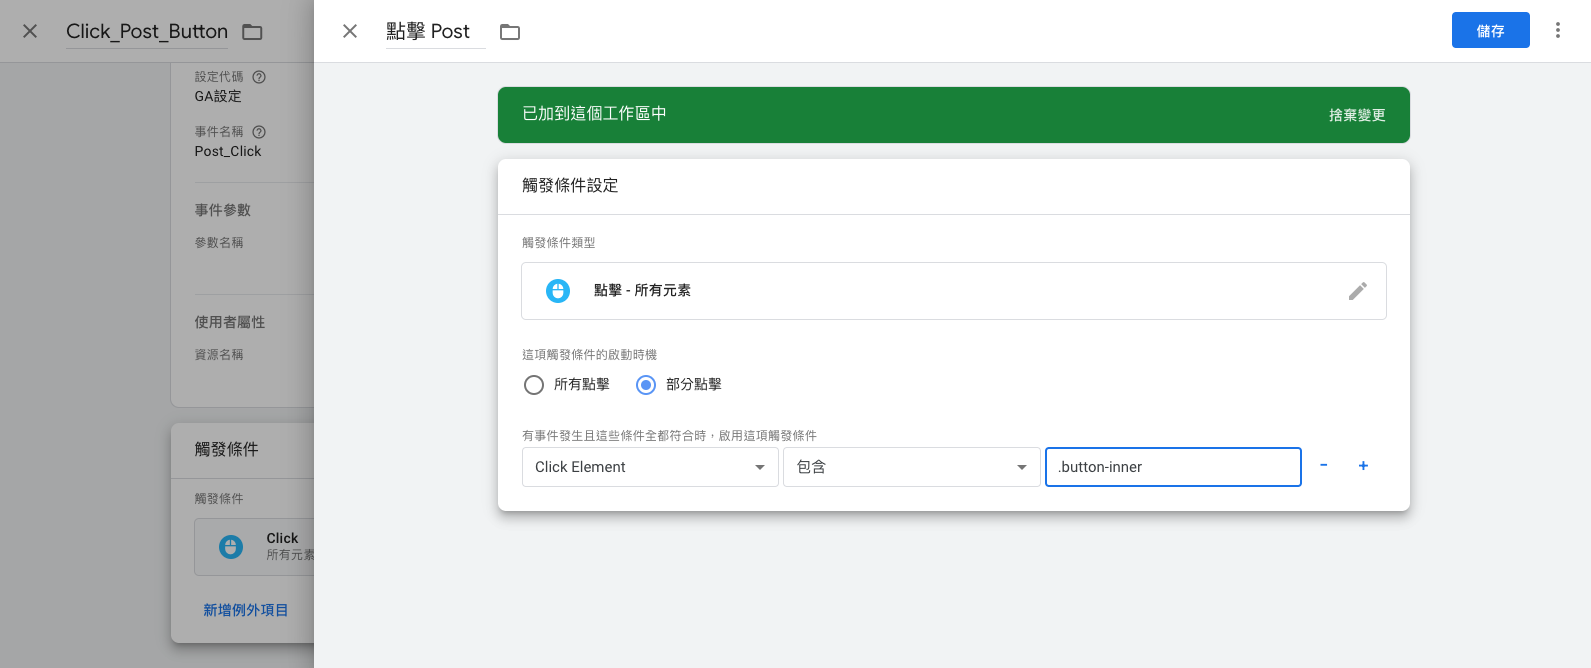 Click_Post_Button
設定代碼
GA設定
事件名稱
Post_Click
事件參數
參數名稱
使用者屬性
資源名稱
觸發條件
觸發條件
Click
所有元素
新增例外項目
點擊 Post
儲存
已加到這個工作區中
捨棄變更
觸發條件設定
觸發條件類型
點擊 - 所有元素
這項觸發條件的啟動時機
所有點擊
部分點擊
有事件發生且這些條件全都符合時，啟用這項觸發條件
Click Element
包含
.button-inner